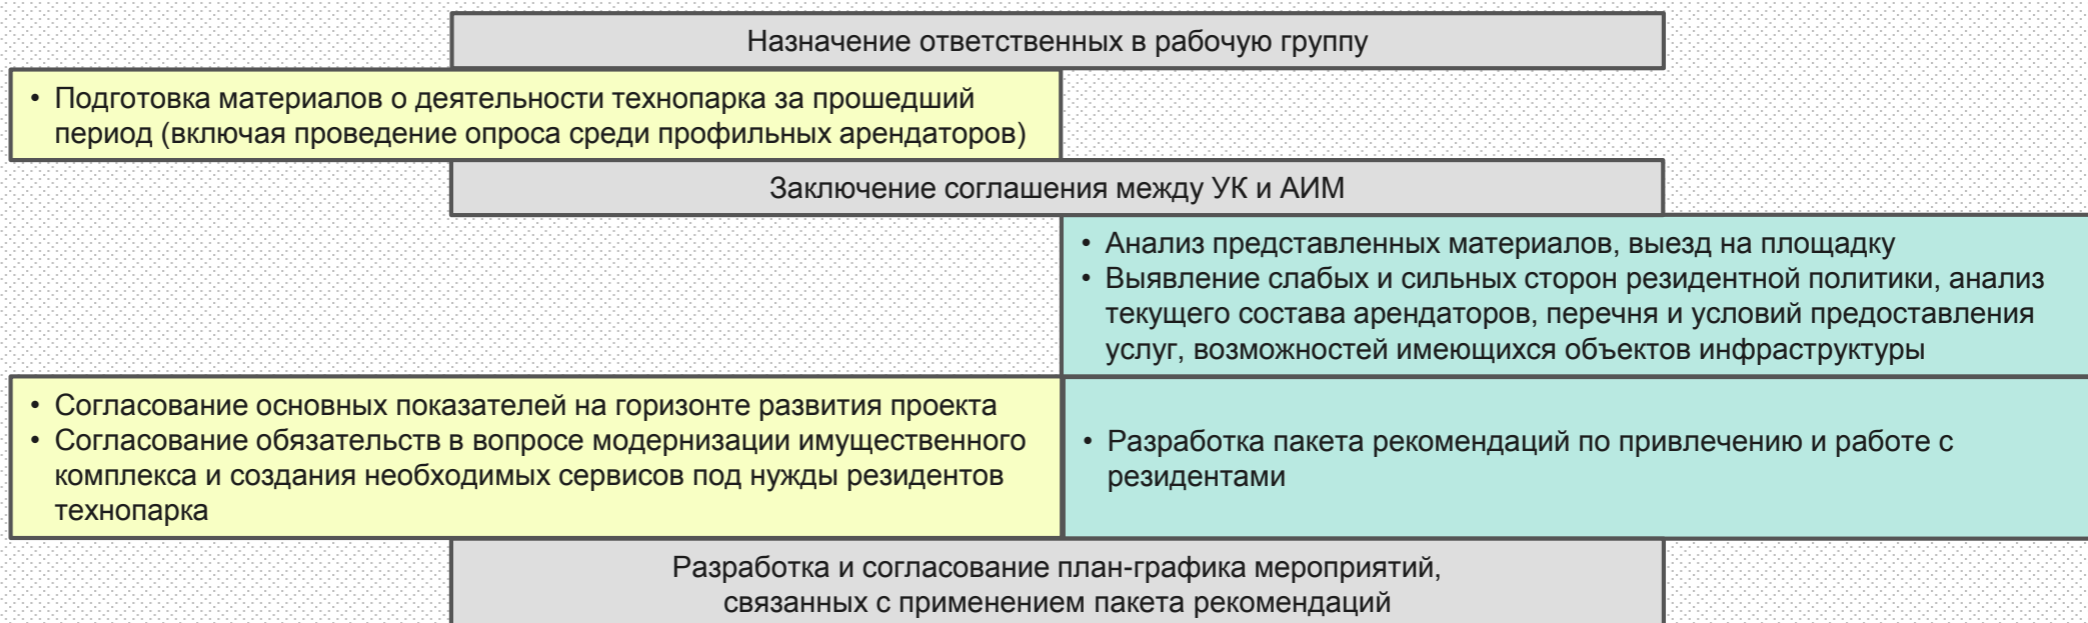 Назначение ответственных в рабочую группу
• Подготовка материалов о деятельности технопарка за прошедший
период (включая проведение опроса среди профильных арендаторов)
Заключение соглашения между УК и АИМ
• Анализ представленных материалов, выезд на площадку
• Выявление слабых и сильных сторон резидентной политики, анализ
текущего состава арендаторов, перечня и условий предоставления
услуг, возможностей имеющихся объектов инфраструктуры
• Согласование основных показателей на горизонте развития проекта
• Согласование обязательств в вопросе модернизации имущественного
комплекса и создания необходимых сервисов под нужды резидентов
технопарка
• Разработка пакета рекомендаций по привлечению и работе с
резидентами
Разработка и согласование план-графика мероприятий,
связанных с применением пакета рекомендаций